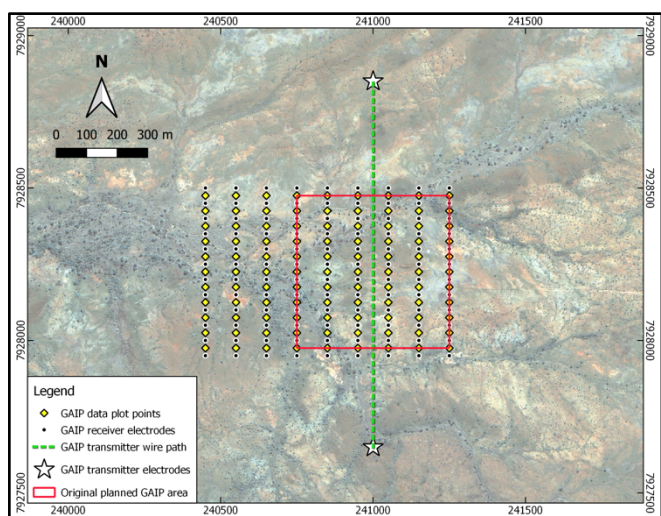 240000 240500 241000 241500
7929000 7929000
N
0 100 200 300 m
7928500 7928500
7928000 7928000
Legend
GAIP data plot points
GAIP receiver electrodes
GAIP transmitter wire path
GAIP transmitter electrodes
Original planned GAIP area
7927500
240000 240500 241000 241500